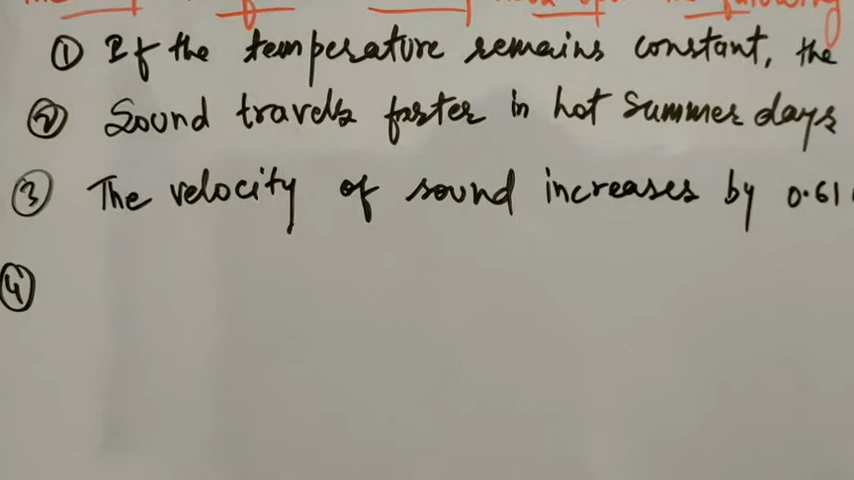 following
① If the temperature remains constant, the
② Sound travels faster in hot summer days
③ The velocity of sound increases by 0.61
④